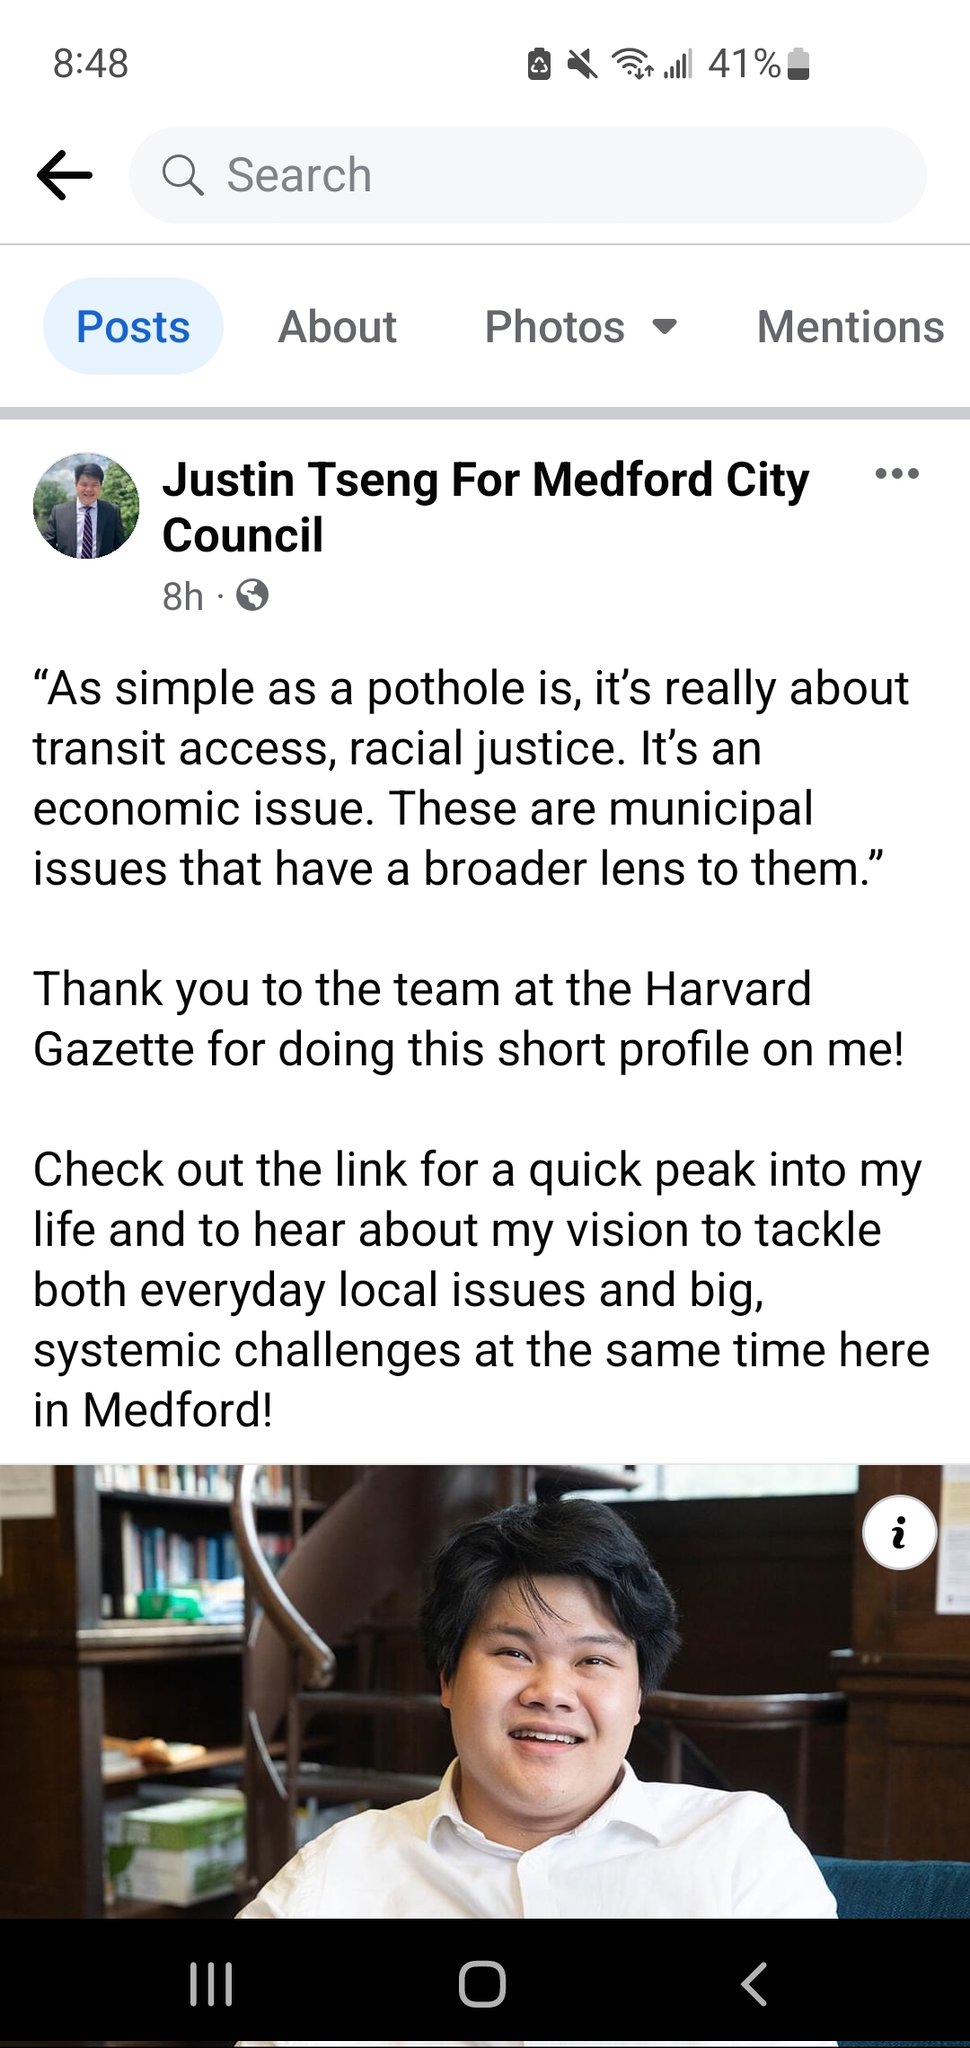 8:48
41%
Search
Posts About Photos Mentions
Justin Tseng For Medford City
Council
8h ·
“As simple as a pothole is, it’s really about
transit access, racial justice. It’s an
economic issue. These are municipal
issues that have a broader lens to them.”
Thank you to the team at the Harvard
Gazette for doing this short profile on me!
Check out the link for a quick peak into my
life and to hear about my vision to tackle
both everyday local issues and big,
systemic challenges at the same time here
in Medford!
i